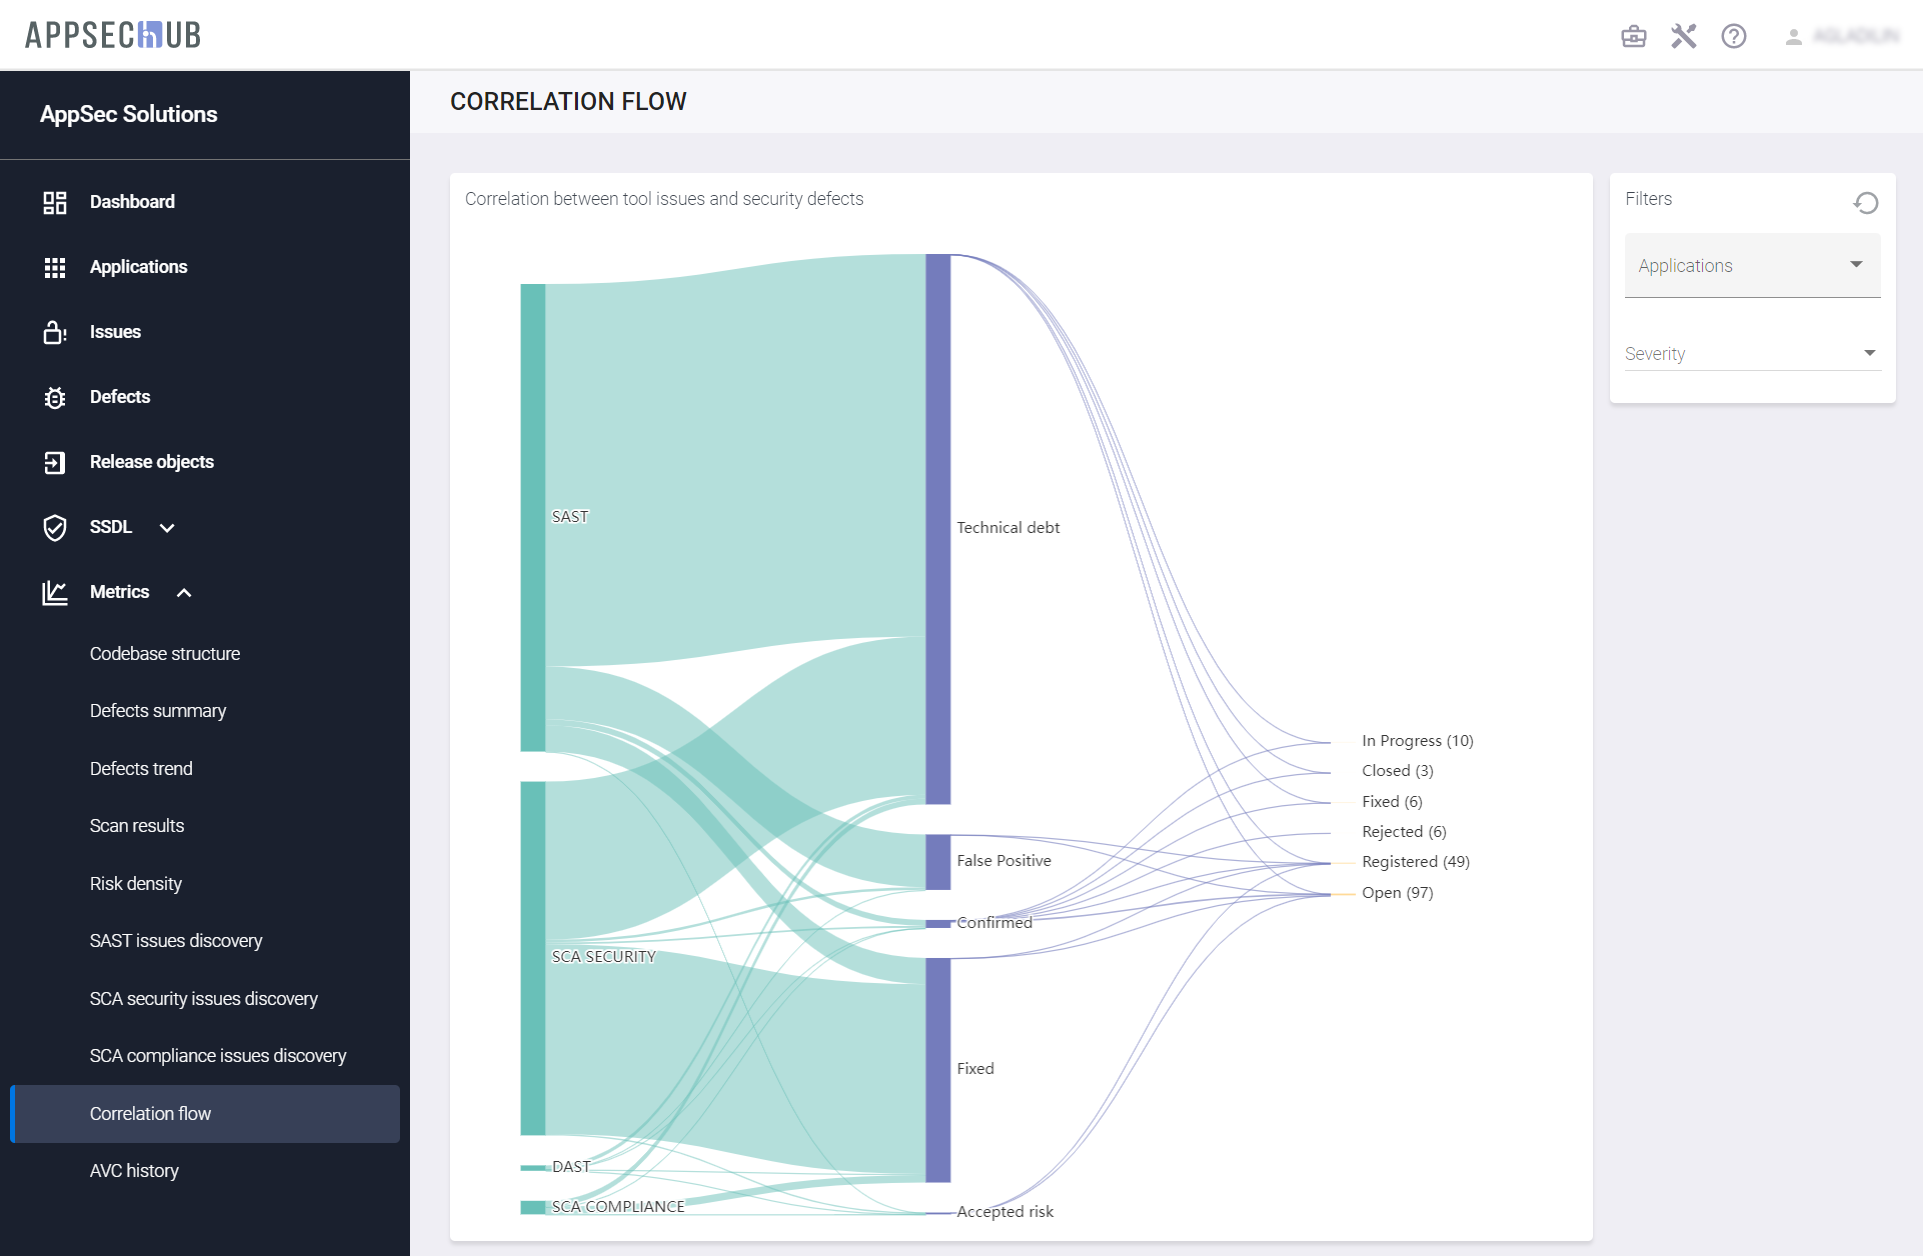 APPSECHUB
AppSec Solutions
Dashboard
Applications
Issues
Defects
Release objects
SSDL
Metrics
Codebase structure
Defects summary
Defects trend
Scan results
Risk density
SAST issues discovery
SCA security issues discovery
SCA compliance issues discovery
Correlation flow
AVC history
CORRELATION FLOW
Correlation between tool issues and security defects
SAST
SCA SECURITY
DAST
SCA COMPLIANCE
Technical debt
False Positive
Confirmed
Fixed
Accepted risk
In Progress (10)
Closed (3)
Fixed (6)
Rejected (6)
Registered (49)
Open (97)
Filters
Applications
Severity